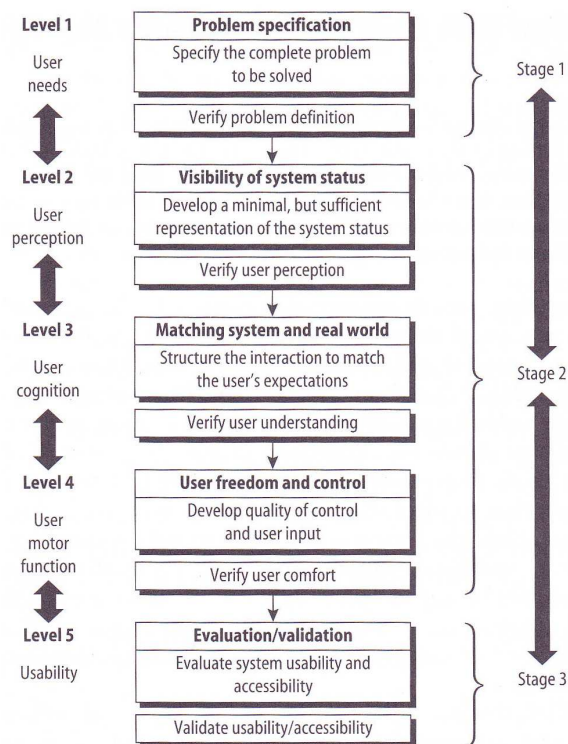 Level 1
User
needs
Problem specification
Specify the complete problem
to be solved
Verify problem definition
Stage 1
Level 2
User
perception
Visibility of system status
Develop a minimal, but sufficient
representation of the system status
Verify user perception
Level 3
User
cognition
Matching system and real world
Structure the interaction to match
the user's expectations
Verify user understanding
Stage 2
Level 4
User
motor
function
User freedom and control
Develop quality of control
and user input
Verify user comfort
Level 5
Usability
Evaluation/validation
Evaluate system usability and
accessibility
Validate usability/accessibility
Stage 3